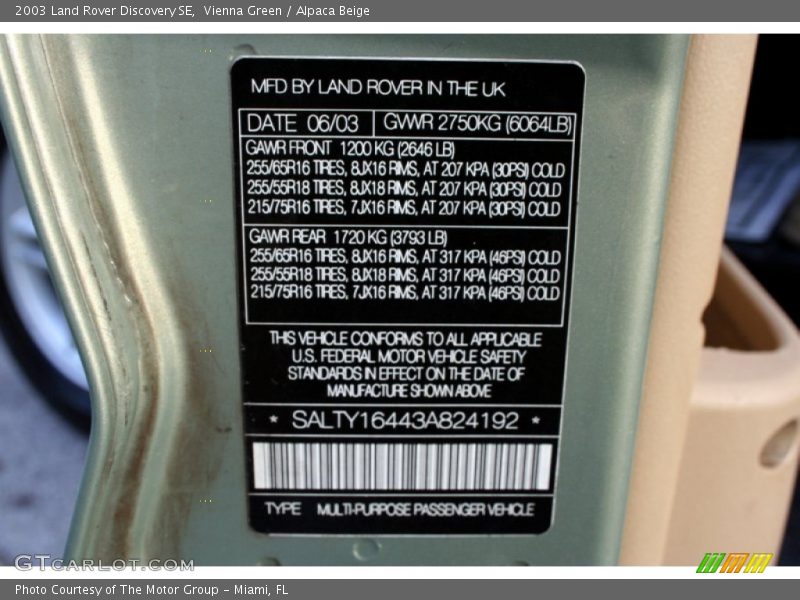 2003 Land Rover Discovery SE, Vienna Green / Alpaca Beige
MFD BY LAND ROVER IN THE UK
DATE 06/03 GVWR 2750KG (6064LB)
GAWR FRONT 1200 KG (2646 LB)
255/65R16 TIRES, 8JX16 RIMS, AT 207 KPA (30PSI) COLD
255/55R18 TIRES, 8JX18 RIMS, AT 207 KPA (30PSI) COLD
215/75R16 TIRES, 7JX16 RIMS, AT 207 KPA (30PSI) COLD
GAWR REAR 1720 KG (3793 LB)
255/65R16 TIRES, 8JX16 RIMS, AT 317 KPA (46PSI) COLD
255/55R18 TIRES, 8JX18 RIMS, AT 317 KPA (46PSI) COLD
215/75R16 TIRES, 7JX16 RIMS, AT 317 KPA (46PSI) COLD
THIS VEHICLE CONFORMS TO ALL APPLICABLE
U.S. FEDERAL MOTOR VEHICLE SAFETY
STANDARDS IN EFFECT ON THE DATE OF
MANUFACTURE SHOWN ABOVE
* SALTY16443A824192 *
TYPE MULTI-PURPOSE PASSENGER VEHICLE
GTCARLOT.COM
Photo Courtesy of The Motor Group - Miami, FL